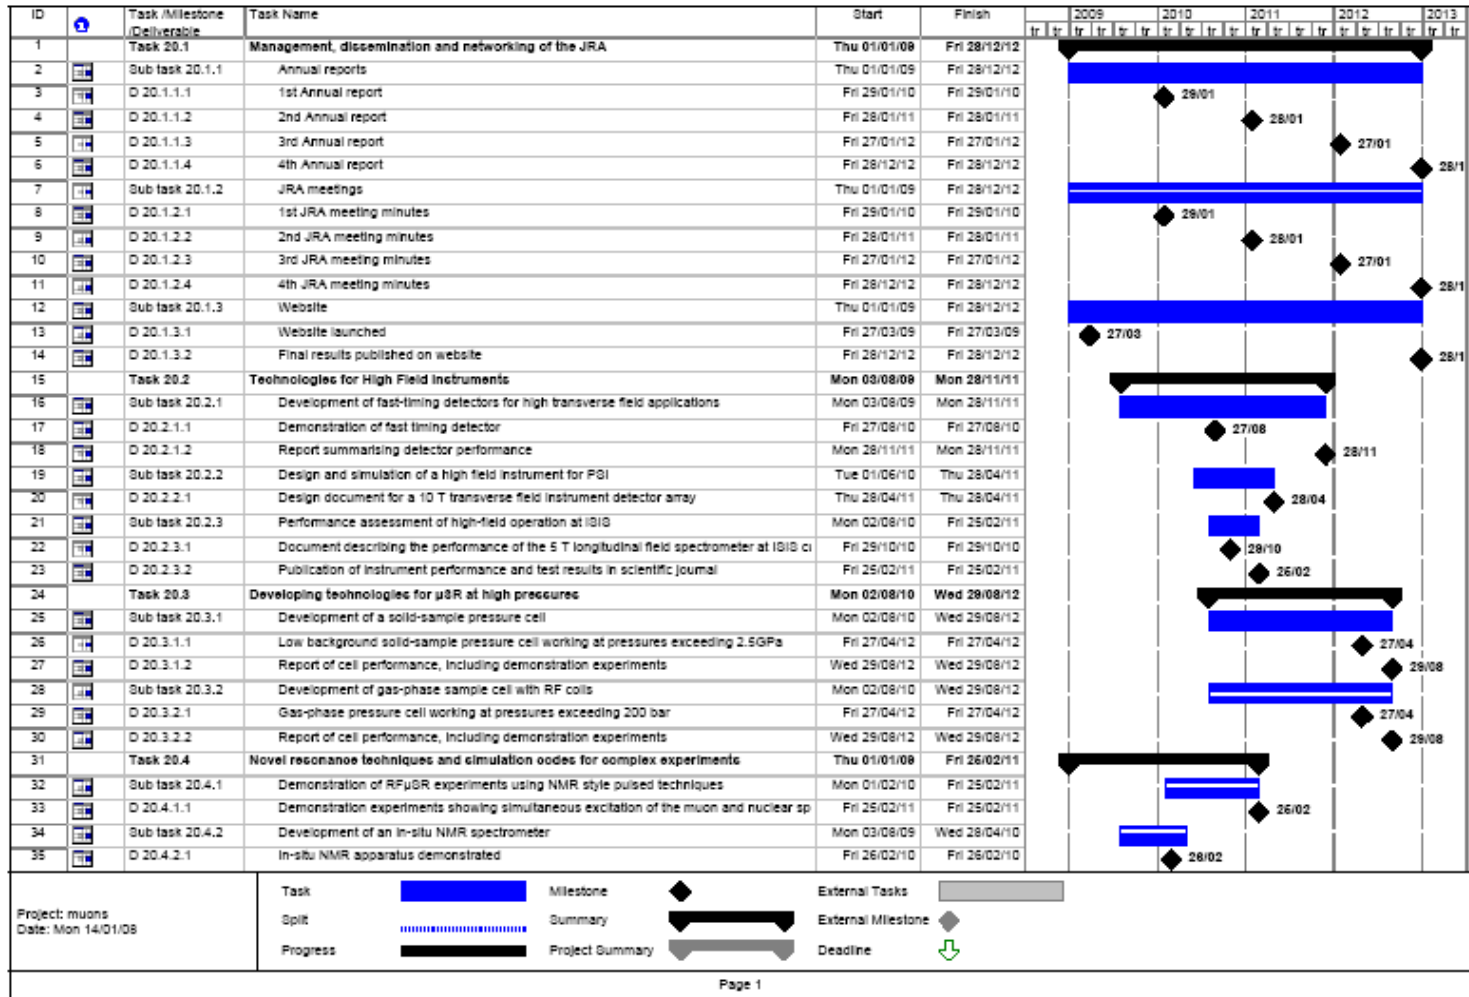 ID Task /Milestone /Deliverable Task Name Start Finish 2009 2010 2011 2012 2013
tr tr tr tr tr tr tr tr tr tr tr tr tr tr tr tr tr tr tr tr
1 Task 20.1 Management, dissemination and networking of the JRA Thu 01/01/09 Fri 28/12/12
2 Sub task 20.1.1 Annual reports Thu 01/01/09 Fri 28/12/12
3 D 20.1.1.1 1st Annual report Fri 29/01/10 Fri 29/01/10 29/01
4 D 20.1.1.2 2nd Annual report Fri 28/01/11 Fri 28/01/11 28/01
5 D 20.1.1.3 3rd Annual report Fri 27/01/12 Fri 27/01/12 27/01
6 D 20.1.1.4 4th Annual report Fri 28/12/12 Fri 28/12/12 28/1
7 Sub task 20.1.2 JRA meetings Thu 01/01/09 Fri 28/12/12
8 D 20.1.2.1 1st JRA meeting minutes Fri 29/01/10 Fri 29/01/10 29/01
9 D 20.1.2.2 2nd JRA meeting minutes Fri 28/01/11 Fri 28/01/11 28/01
10 D 20.1.2.3 3rd JRA meeting minutes Fri 27/01/12 Fri 27/01/12 27/01
11 D 20.1.2.4 4th JRA meeting minutes Fri 28/12/12 Fri 28/12/12 28/1
12 Sub task 20.1.3 Website Thu 01/01/09 Fri 28/12/12
13 D 20.1.3.1 Website launched Fri 27/03/09 Fri 27/03/09 27/03
14 D 20.1.3.2 Final results published on website Fri 28/12/12 Fri 28/12/12 28/1
15 Task 20.2 Technologies for High Field Instruments Mon 03/08/09 Mon 28/11/11
16 Sub task 20.2.1 Development of fast-timing detectors for high transverse field applications Mon 03/08/09 Mon 28/11/11
17 D 20.2.1.1 Demonstration of fast timing detector Fri 27/08/10 Fri 27/08/10 27/08
18 D 20.2.1.2 Report summarising detector performance Mon 28/11/11 Mon 28/11/11 28/11
19 Sub task 20.2.2 Design and simulation of a high field instrument for PSI Tue 01/06/10 Thu 28/04/11
20 D 20.2.2.1 Design document for a 10 T transverse field instrument detector array Thu 28/04/11 Thu 28/04/11 28/04
21 Sub task 20.2.3 Performance assessment of high-field operation at ISIS Mon 02/08/10 Fri 25/02/11
22 D 20.2.3.1 Document describing the performance of the 5 T longitudinal field spectrometer at ISIS Fri 29/10/10 Fri 29/10/10 29/10
23 D 20.2.3.2 Publication of instrument performance and test results in scientific journal Fri 25/02/11 Fri 25/02/11 25/02
24 Task 20.3 Developing technologies for µSR at high pressures Mon 02/08/10 Wed 29/08/12
25 Sub task 20.3.1 Development of a solid-sample pressure cell Mon 02/08/10 Wed 29/08/12
26 D 20.3.1.1 Low background solid-sample pressure cell working at pressures exceeding 2.5GPa Fri 27/04/12 Fri 27/04/12 27/04
27 D 20.3.1.2 Report of cell performance, including demonstration experiments Wed 29/08/12 Wed 29/08/12 29/08
28 Sub task 20.3.2 Development of gas-phase sample cell with RF coils Mon 02/08/10 Wed 29/08/12
29 D 20.3.2.1 Gas-phase pressure cell working at pressures exceeding 200 bar Fri 27/04/12 Fri 27/04/12 27/04
30 D 20.3.2.2 Report of cell performance, including demonstration experiments Wed 29/08/12 Wed 29/08/12 29/08
31 Task 20.4 Novel resonance techniques and simulation codes for complex experiments Thu 01/01/09 Fri 25/02/11
32 Sub task 20.4.1 Demonstration of RFµSR experiments using NMR style pulsed techniques Mon 01/02/10 Fri 25/02/11
33 D 20.4.1.1 Demonstration experiments showing simultaneous excitation of the muon and nuclear sp Fri 25/02/11 Fri 25/02/11 25/02
34 Sub task 20.4.2 Development of an in-situ NMR spectrometer Mon 03/08/09 Wed 28/04/10
35 D 20.4.2.1 In-situ NMR apparatus demonstrated Fri 26/02/10 Fri 26/02/10 26/02
Project: muons
Date: Mon 14/01/08
Task Milestone External Tasks
Split Summary External Milestone
Progress Project Summary Deadline
Page 1